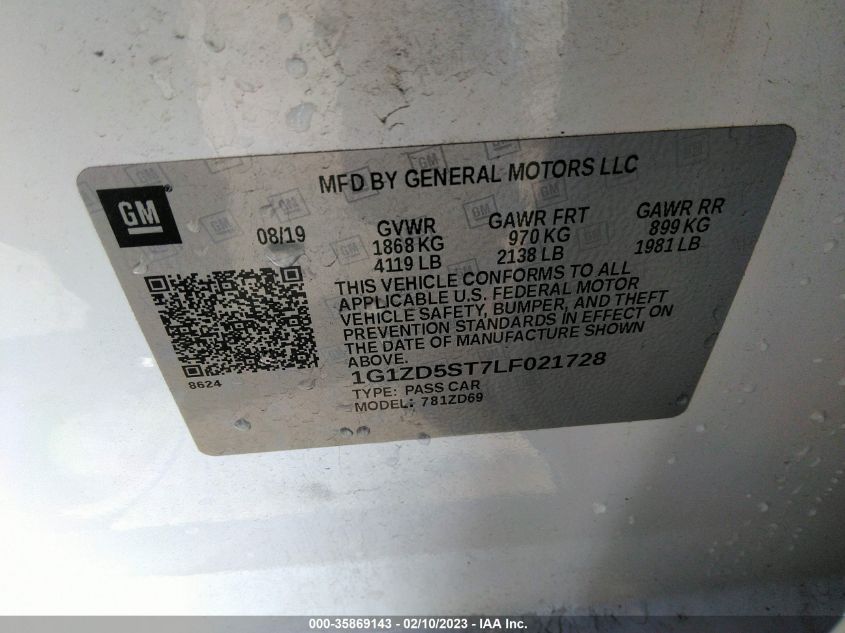 MFD BY GENERAL MOTORS LLC
GM
08/19
GVWR GAWR FRT GAWR RR
1868 KG 970 KG 899 KG
4119 LB 2138 LB 1981 LB
THIS VEHICLE CONFORMS TO ALL
APPLICABLE U.S. FEDERAL MOTOR
VEHICLE SAFETY, BUMPER, AND THEFT
PREVENTION STANDARDS IN EFFECT ON
THE DATE OF MANUFACTURE SHOWN
ABOVE.
8624
1G1ZD5ST7LF021728
TYPE: PASS CAR
MODEL: 781ZD69
000-35869143 - 02/10/2023 - IAA Inc.